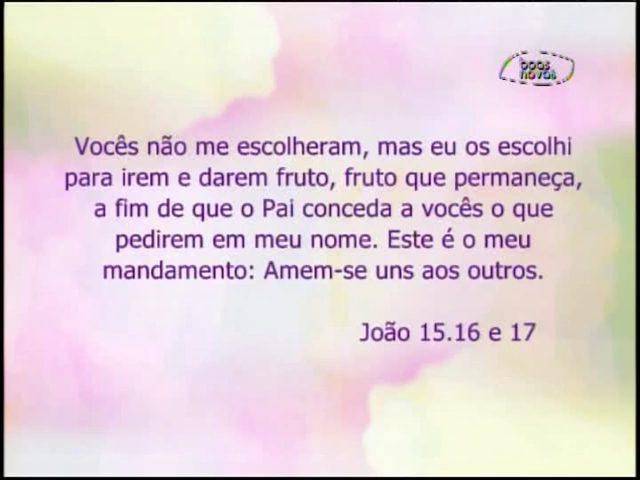 boas
novas
Vocês não me escolheram, mas eu os escolhi
para irem e darem fruto, fruto que permaneça,
a fim de que o Pai conceda a vocês o que
pedirem em meu nome. Este é o meu
mandamento: Amem-se uns aos outros.
João 15.16 e 17